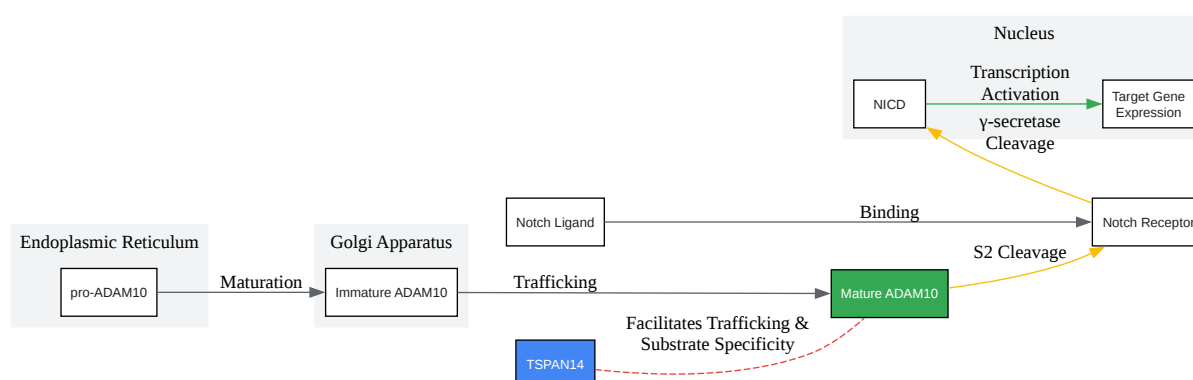 Nucleus
Transcription
Activation
NICD
Target Gene
Expression
γ-secretase
Cleavage
Notch Ligand
Binding
Notch Receptor
Endoplasmic Reticulum
Golgi Apparatus
S2 Cleavage
pro-ADAM10
Maturation
Immature ADAM10
Trafficking
Mature ADAM10
Facilitates Trafficking &
Substrate Specificity
TSPAN14